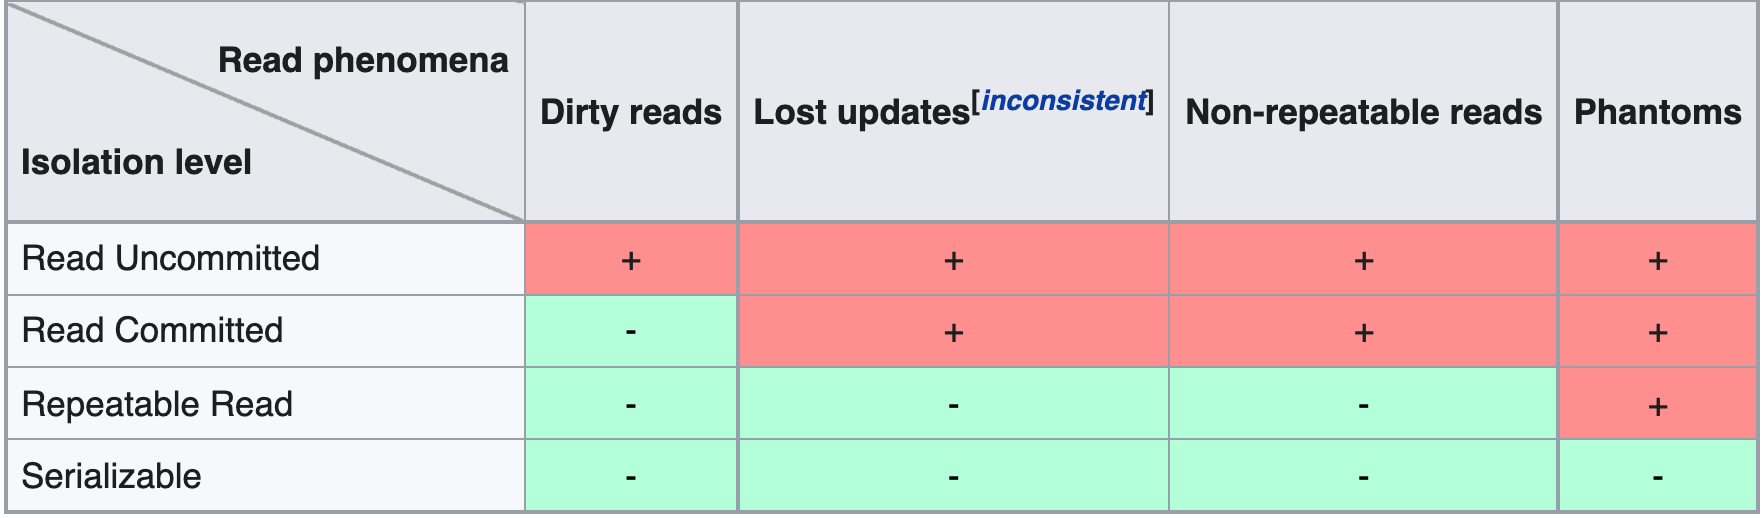 Read phenomena
Isolation level
Dirty reads
Lost updates[inconsistent]
Non-repeatable reads
Phantoms
Read Uncommitted + + + +
Read Committed - + + +
Repeatable Read - - - +
Serializable - - - -